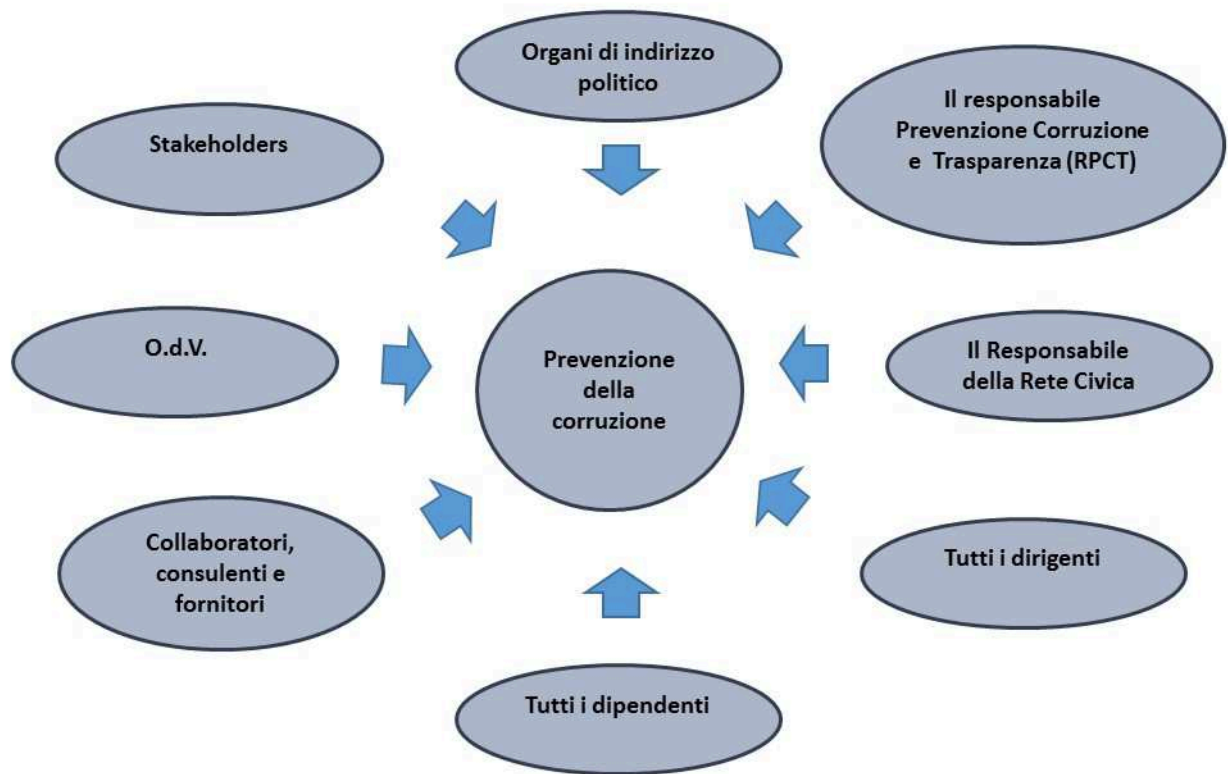 Organi di indirizzo
politico
Il responsabile
Prevenzione Corruzione
e Trasparenza (RPCT)
Stakeholders
O.d.V.
Prevenzione
della
corruzione
Il Responsabile
della Rete Civica
Collaboratori,
consulenti e
fornitori
Tutti i dirigenti
Tutti i dipendenti